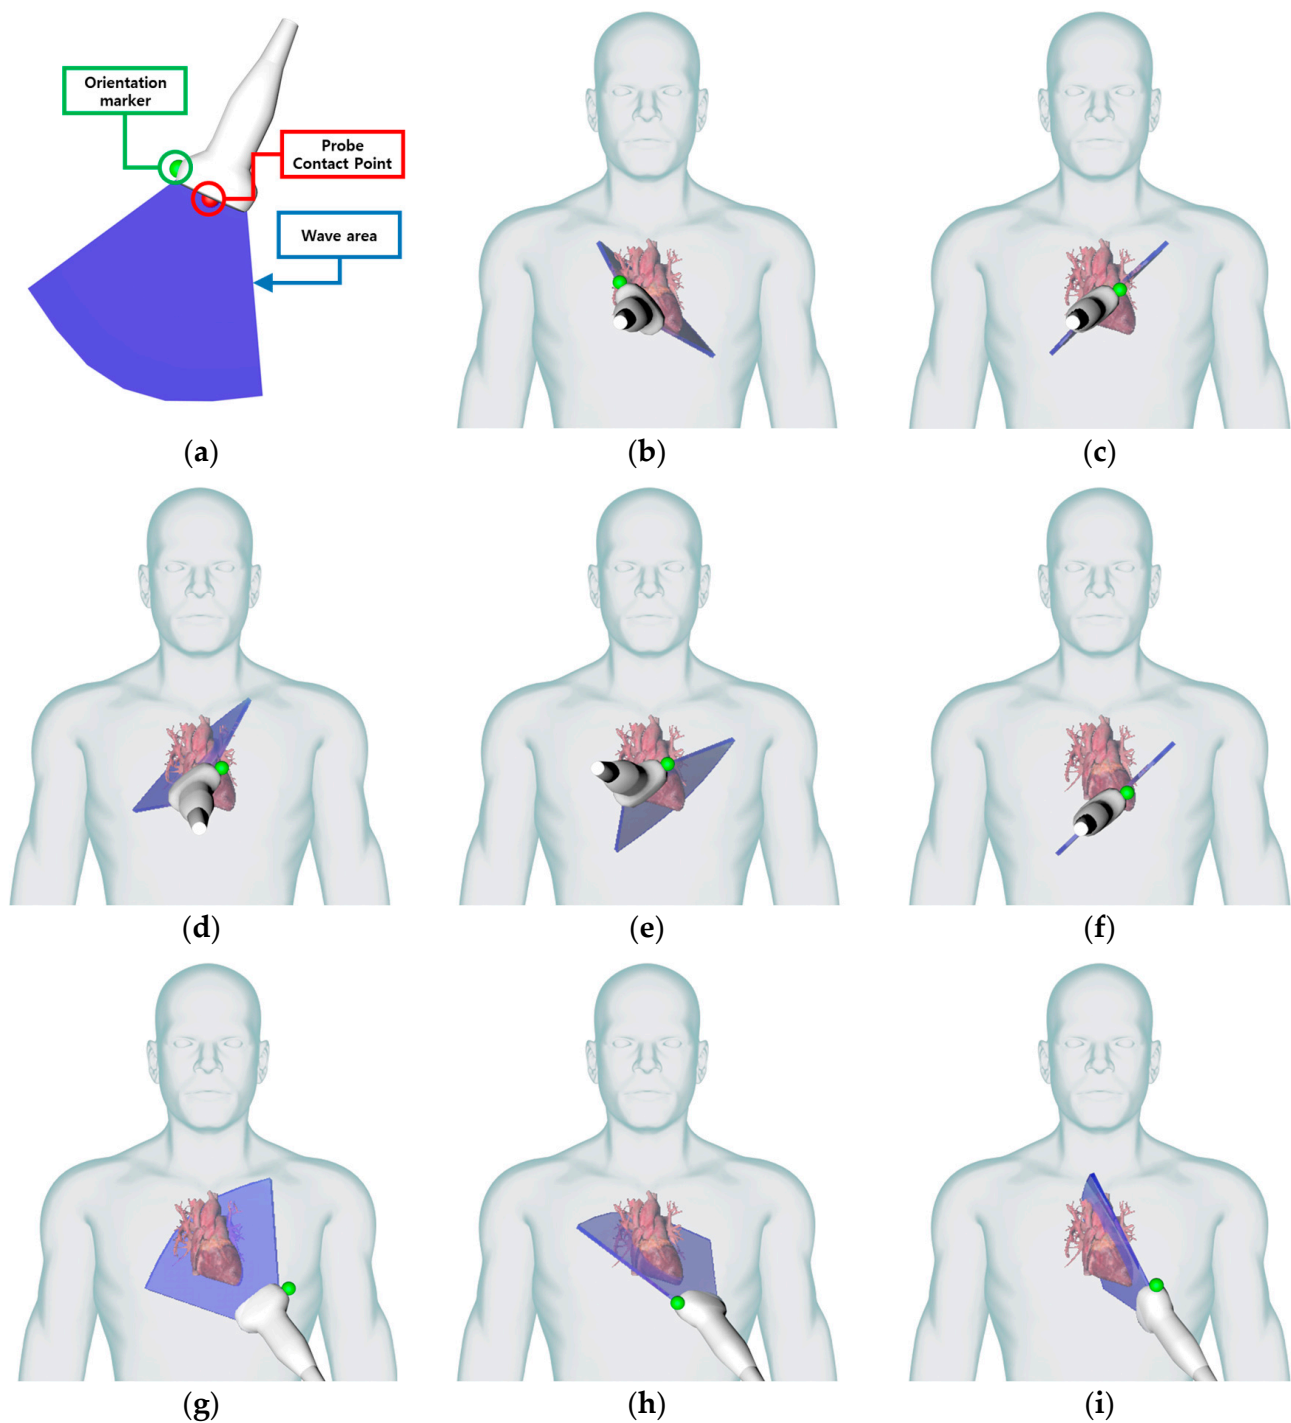 Orientation
marker
Probe
Contact Point
Wave area
(a)
(b)
(c)
(d)
(e)
(f)
(g)
(h)
(i)